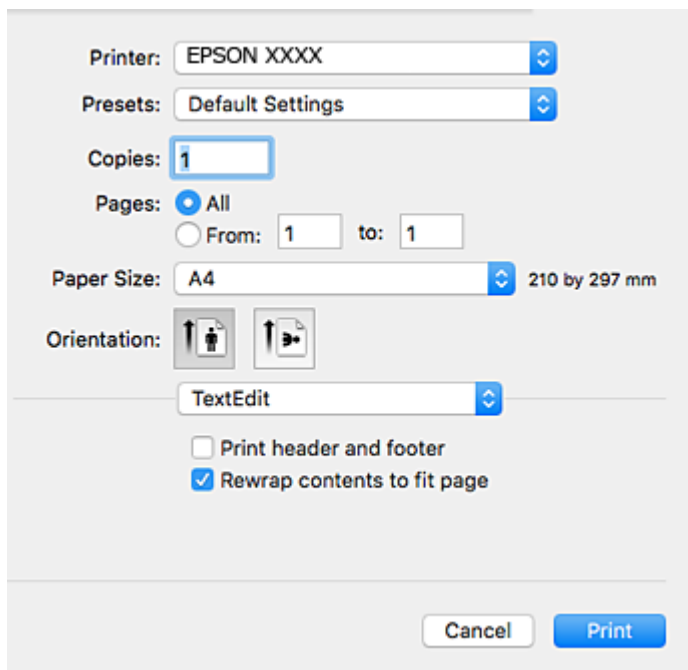 Printer: EPSON XXXX
Presets: Default Settings
Copies: 1
Pages: All
From: 1 to: 1
Paper Size: A4 210 by 297 mm
Orientation:
TextEdit
Print header and footer
Rewrap contents to fit page
Cancel Print